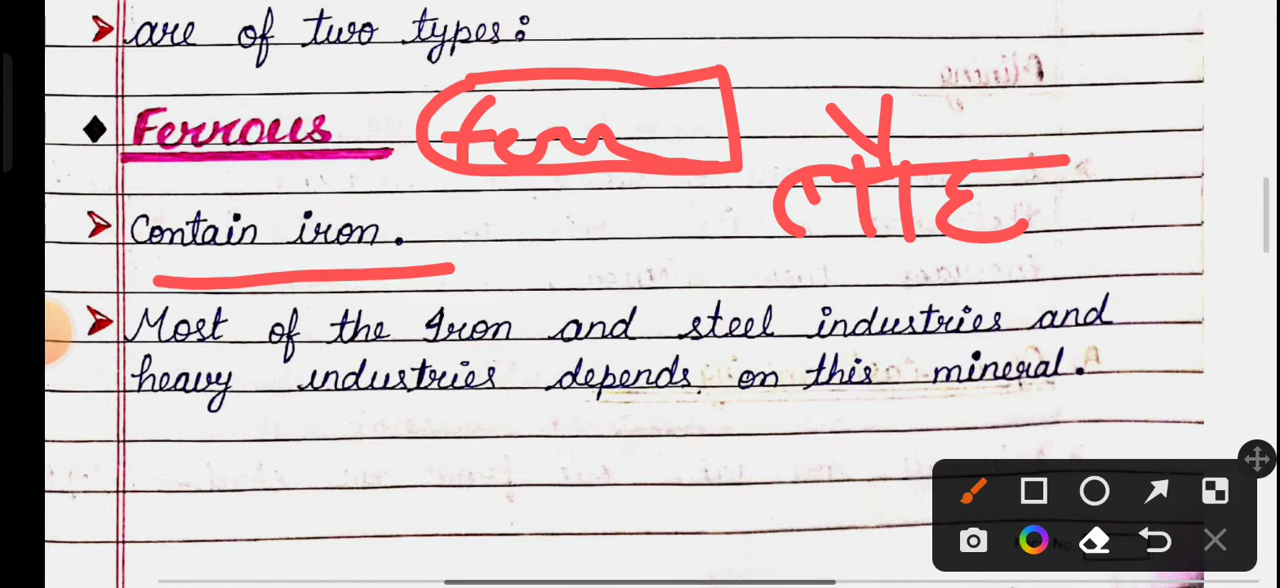 are of two types:
Ferrous
ferr
Contain iron.
Most of the Iron and steel industries and
heavy industries depends on this mineral.